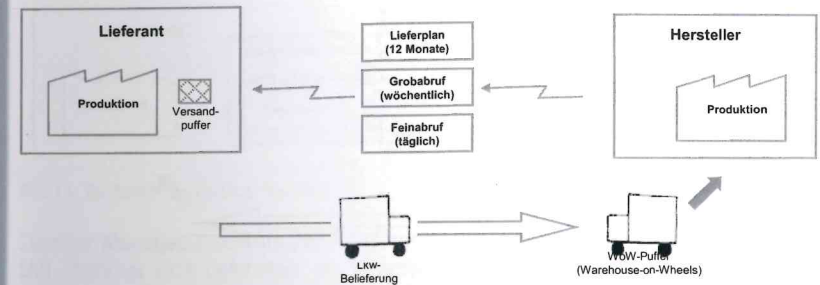 Lieferant
Produktion
Versand-
puffer
Lieferplan
(12 Monate)
Grobabruf
(wöchentlich)
Feinabruf
(täglich)
Hersteller
Produktion
LKW-
Belieferung
WoW-Puffer
(Warehouse-on-Wheels)